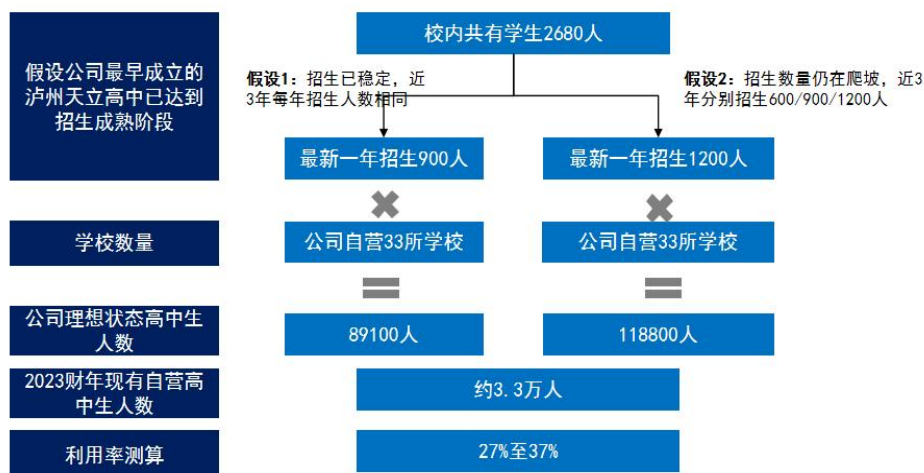 校内共有学生2680人
假设公司最早成立的
泸州天立高中已达到
招生成熟阶段
假设1：招生已稳定，近
3年每年招生人数相同
假设2：招生数量仍在爬坡，近3
年分别招生600/900/1200人
最新一年招生900人
最新一年招生1200人
学校数量
公司自营33所学校
公司自营33所学校
公司理想状态高中生
人数
89100人
118800人
2023财年现有自营高
中生人数
约3.3万人
利用率测算
27%至37%